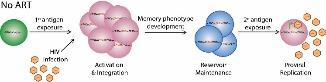 No ART
1° antigen
exposure
HIV
infection
Activation
& Integration
Memory phenotype
development
Reservoir
Maintenance
2° antigen
exposure
Proviral
Replication